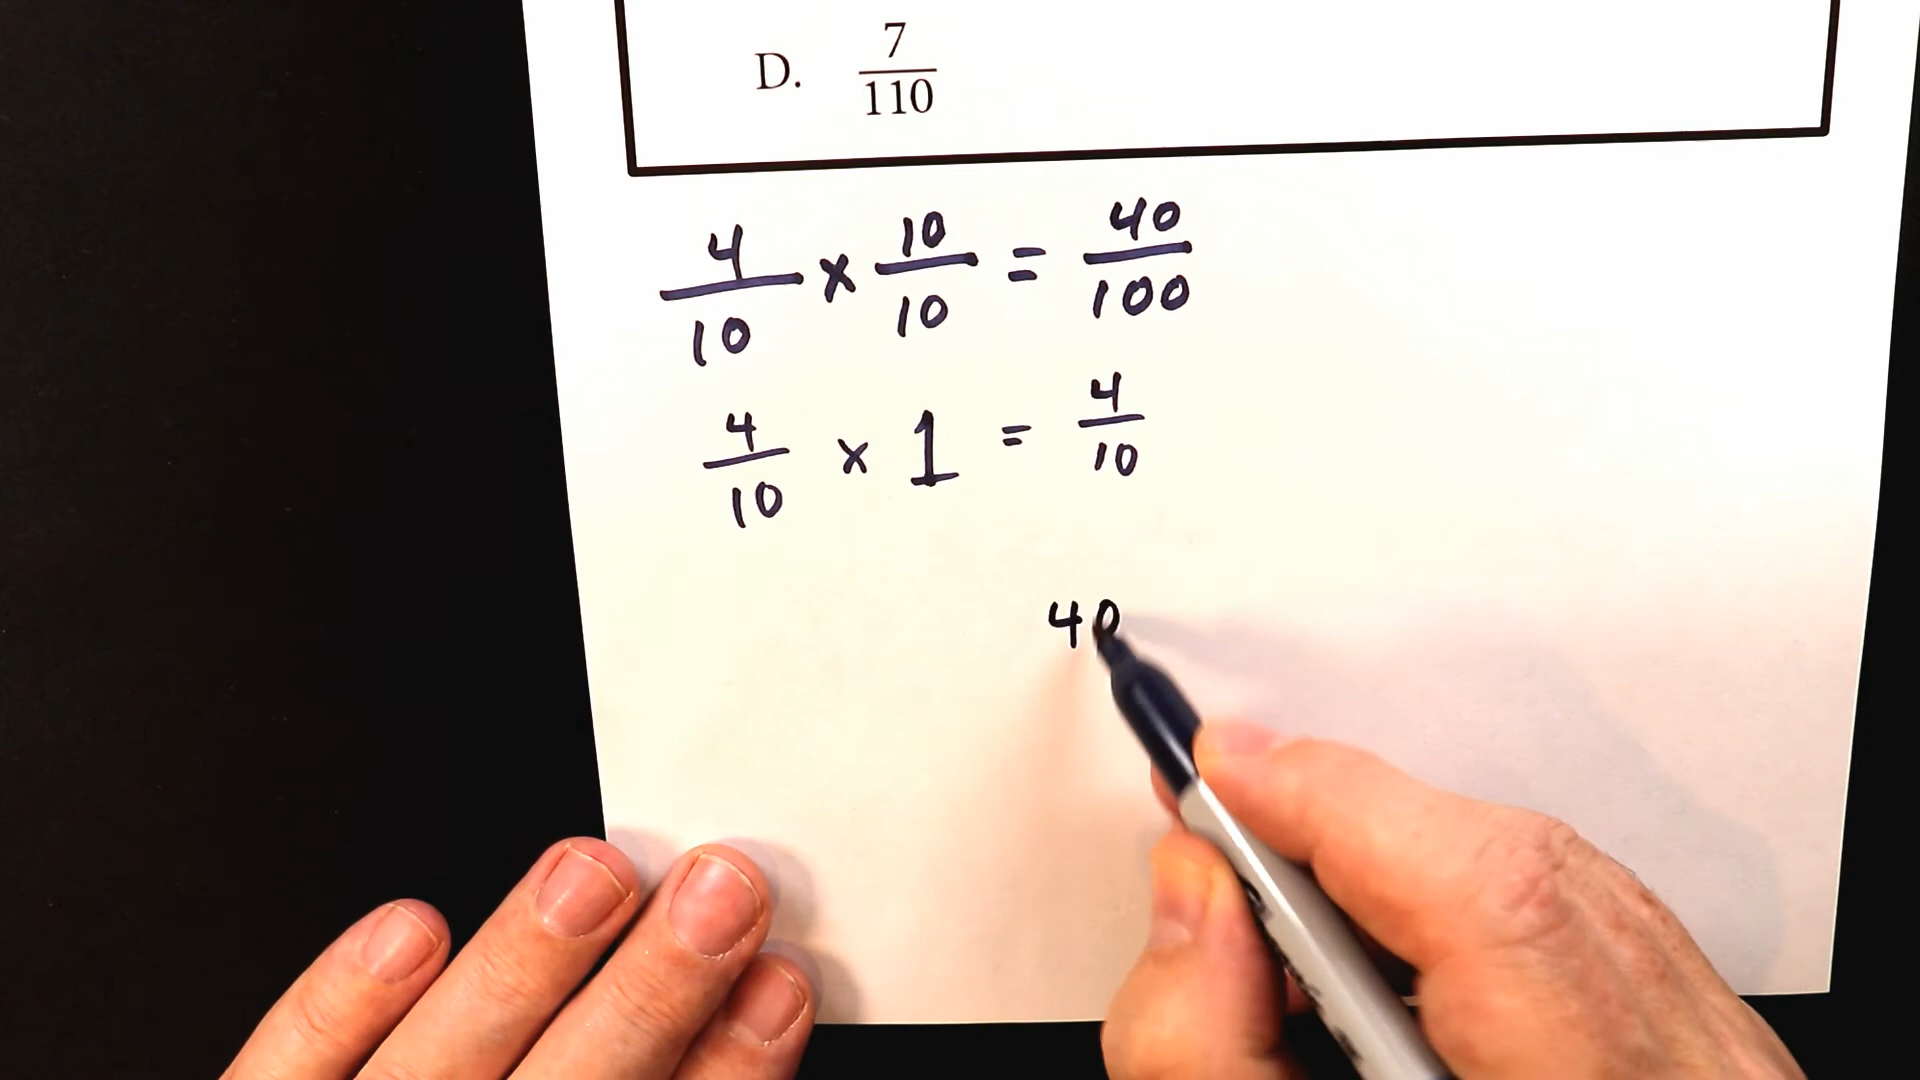 D. 7/110
4/10 x 10/10 = 40/100
4/10 x 1 = 4/10
40